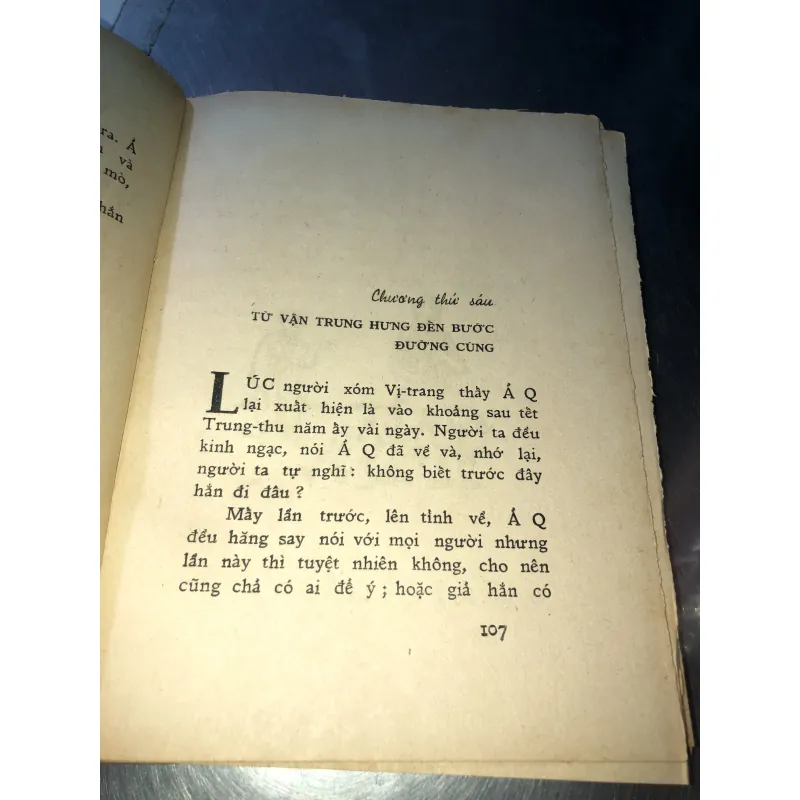 ra. Á
và
mò,
hắn
Chương thứ sáu
TỪ VẬN TRUNG HƯNG ĐẾN BƯỚC
ĐƯỜNG CÙNG
LÚC người xóm Vị-trang thấy Á Q
lại xuất hiện là vào khoảng sau tết
Trung-thu năm ấy vài ngày. Người ta đều
kinh ngạc, nói Á Q đã về và, nhớ lại,
người ta tự nghĩ : không biết trước đây
hắn đi đâu ?
Mấy lần trước, lên tỉnh về, Á Q
đều hăng say nói với mọi người nhưng
lần này thì tuyệt nhiên không, cho nên
cũng chả có ai để ý ; hoặc giả hắn có
107